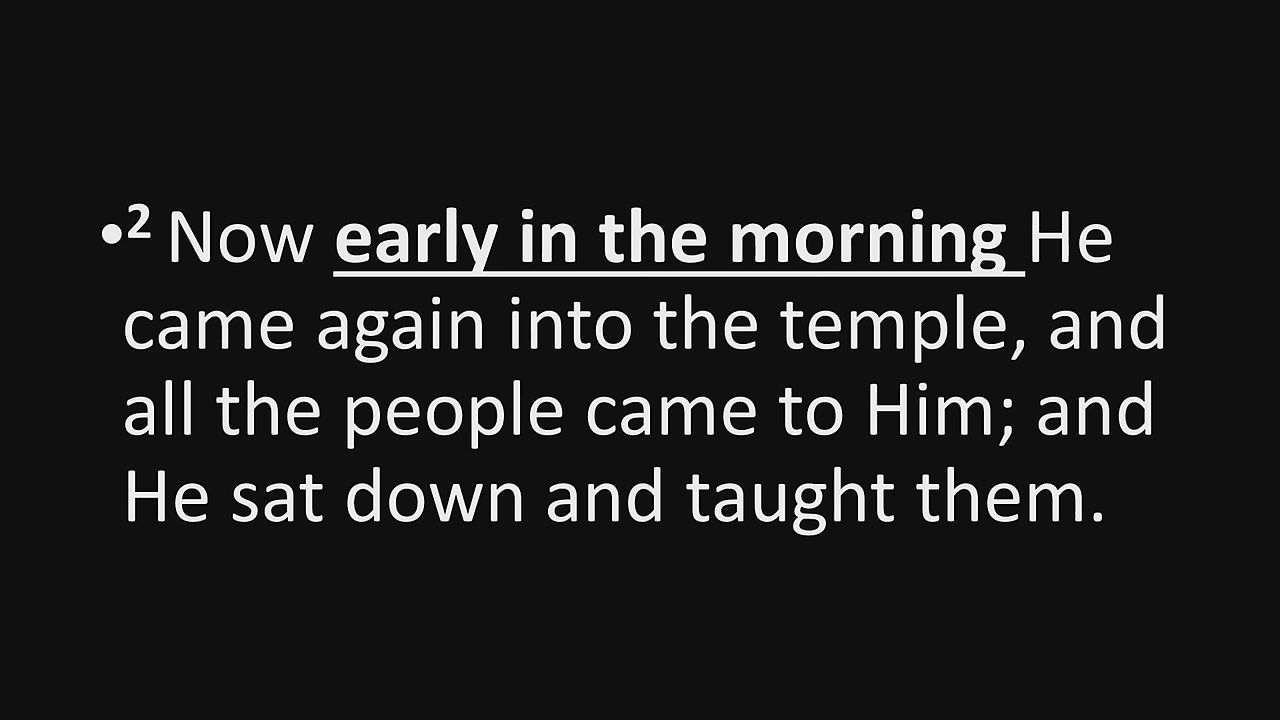 •² Now early in the morning He
came again into the temple, and
all the people came to Him; and
He sat down and taught them.